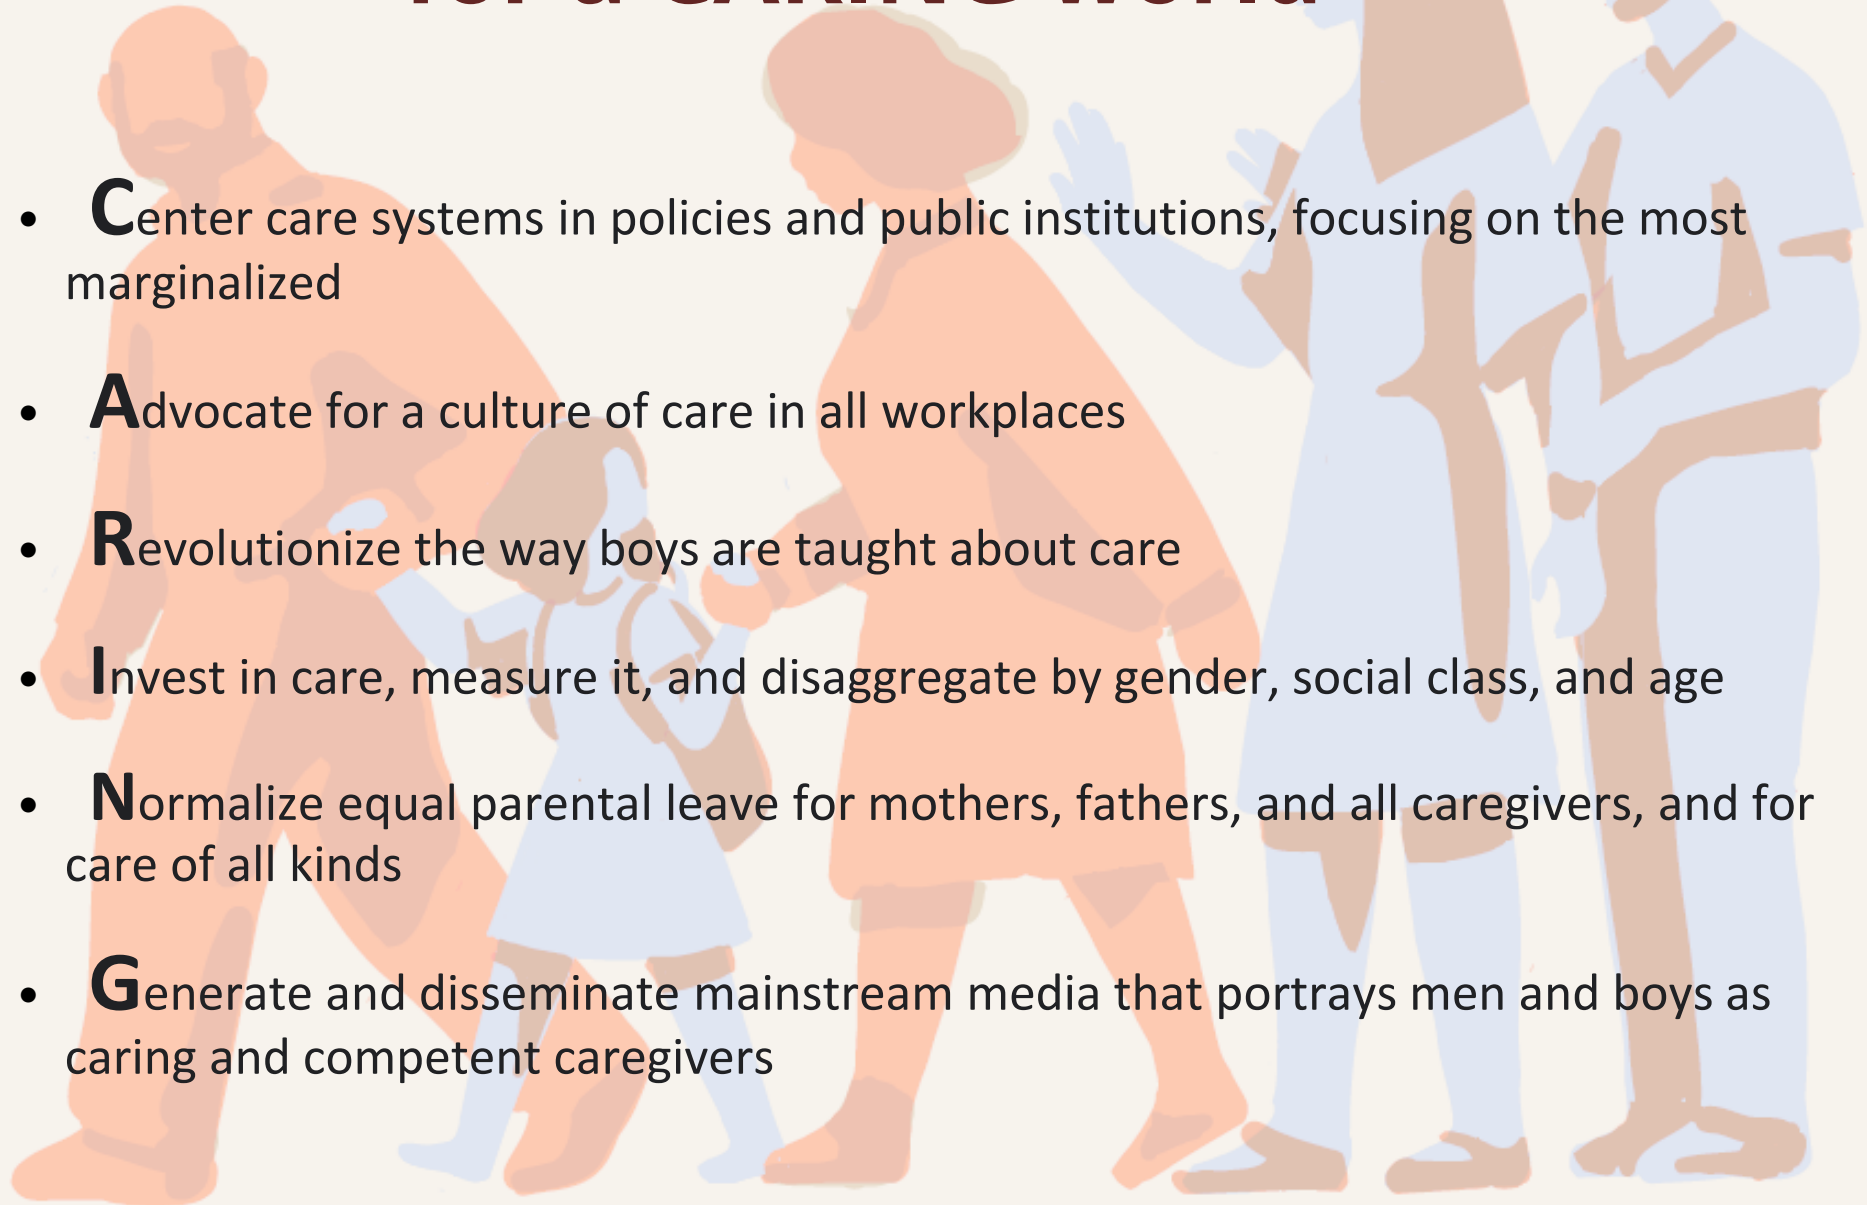 for a CARING world
• Center care systems in policies and public institutions, focusing on the most
marginalized
• Advocate for a culture of care in all workplaces
• Revolutionize the way boys are taught about care
• Invest in care, measure it, and disaggregate by gender, social class, and age
• Normalize equal parental leave for mothers, fathers, and all caregivers, and for
care of all kinds
• Generate and disseminate mainstream media that portrays men and boys as
caring and competent caregivers